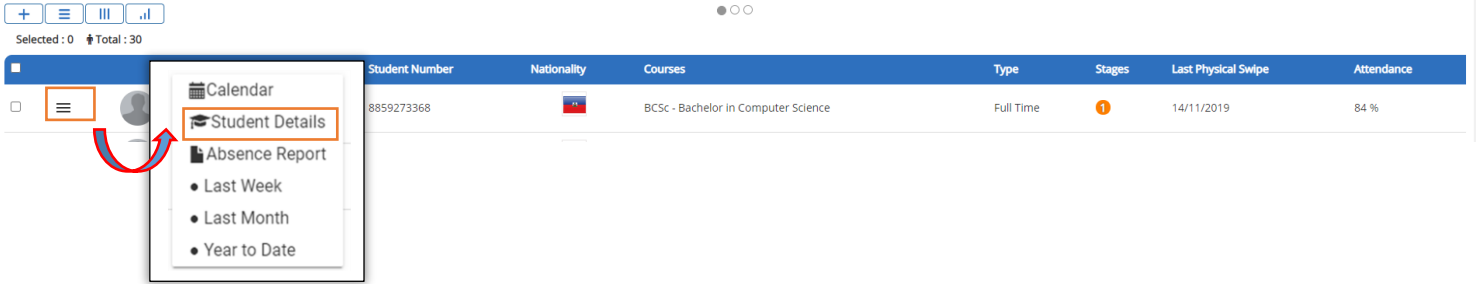 Selected : 0 Total : 30
Student Number Nationality Courses Type Stages Last Physical Swipe Attendance
8859273368 BCSc - Bachelor in Computer Science Full Time 1 14/11/2019 84 %
Calendar
Student Details
Absence Report
● Last Week
● Last Month
● Year to Date